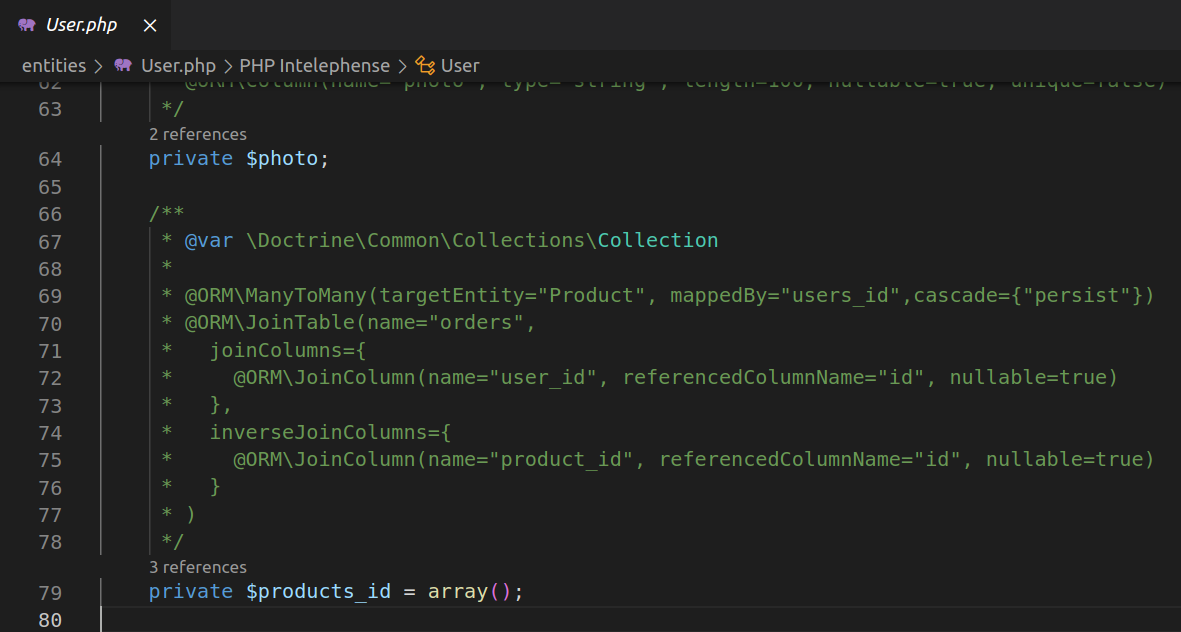 User.php
entities > User.php > PHP Intelephense > User
62 @ORM\Column(name="photo", type="string", length=100, nullable=true, unique=false)
63 */
2 references
64 private $photo;
65
66 /**
67 * @var \Doctrine\Common\Collections\Collection
68 *
69 * @ORM\ManyToMany(targetEntity="Product", mappedBy="users_id",cascade={"persist"})
70 * @ORM\JoinTable(name="orders",
71 * joinColumns={
72 * @ORM\JoinColumn(name="user_id", referencedColumnName="id", nullable=true)
73 * },
74 * inverseJoinColumns={
75 * @ORM\JoinColumn(name="product_id", referencedColumnName="id", nullable=true)
76 * }
77 * )
78 */
3 references
79 private $products_id = array();
80